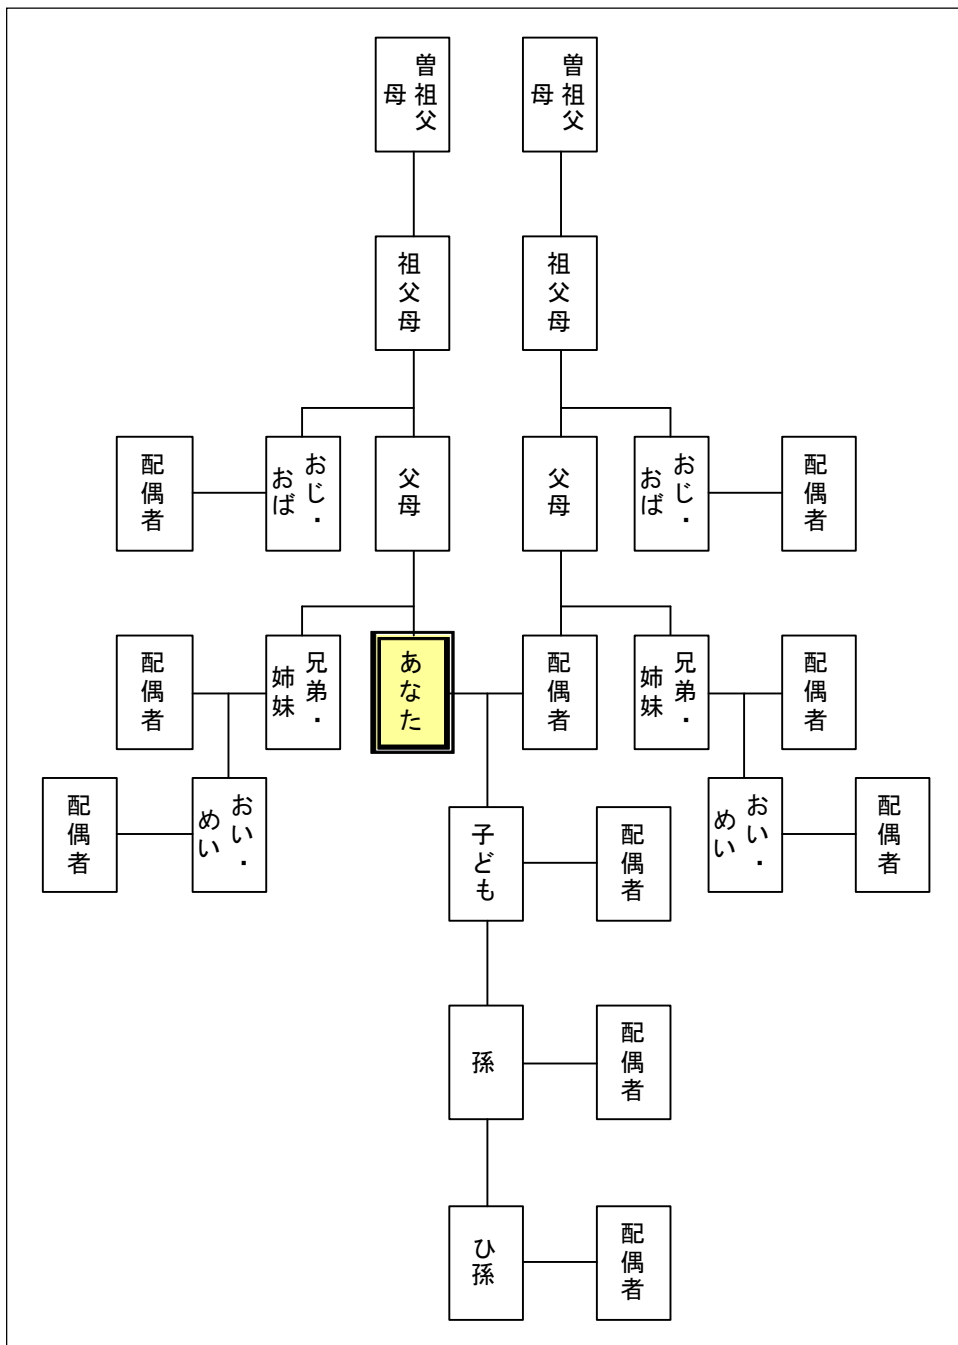 曽祖父
母
曽祖父
母
祖父母
祖父母
配偶者
おじ・
おば
父母
父母
おじ・
おば
配偶者
配偶者
兄弟・
姉妹
あなた
配偶者
兄弟・
姉妹
配偶者
配偶者
おい・
めい
子ども
配偶者
おい・
めい
配偶者
孫
配偶者
ひ孫
配偶者